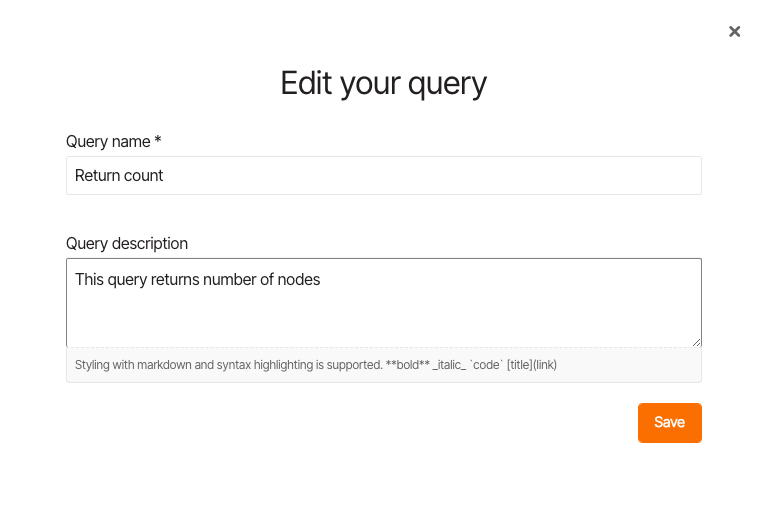 Edit your query
Query name *
Return count
Query description
This query returns number of nodes
Styling with markdown and syntax highlighting is supported. **bold** _italic_ `code` [title](link)
Save